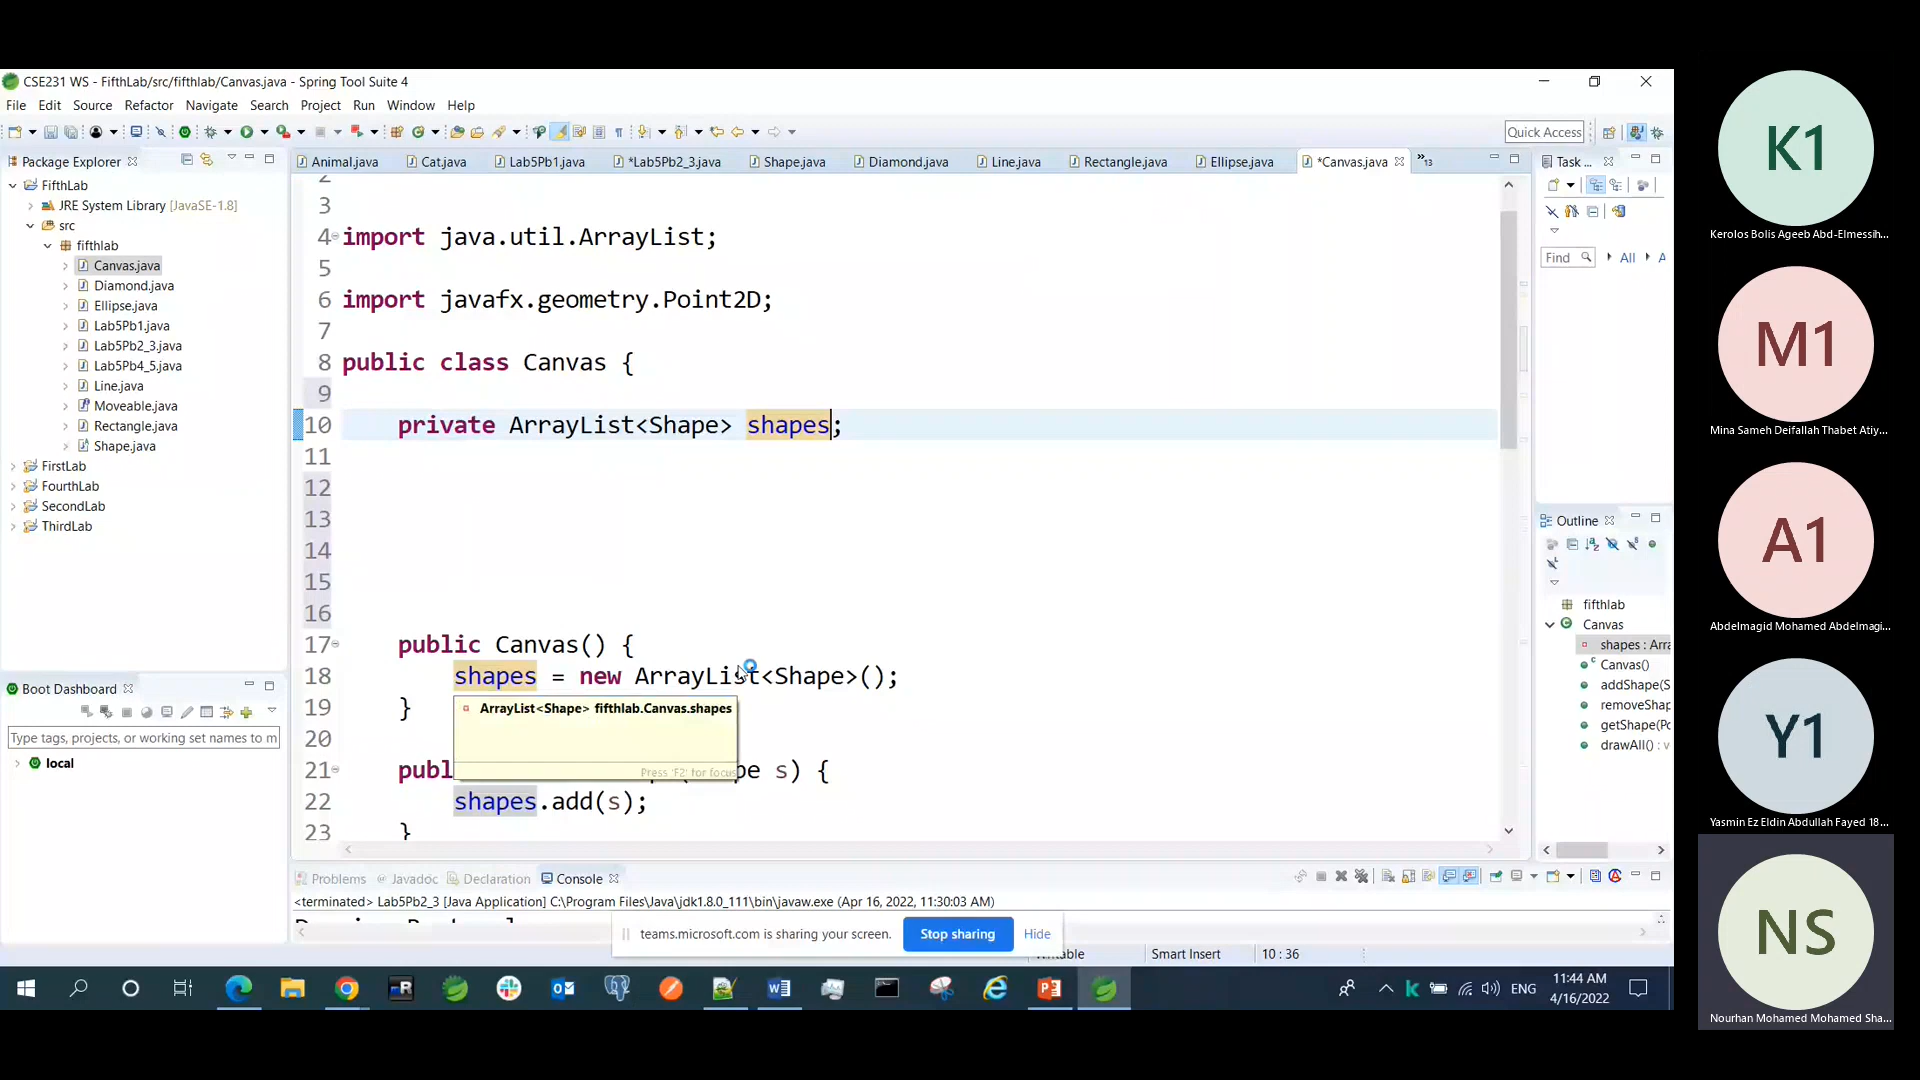 CSE231 WS - FifthLab/src/fifthlab/Canvas.java - Spring Tool Suite 4
File Edit Source Refactor Navigate Search Project Run Window Help
Quick Access
Package Explorer
FifthLab
JRE System Library [JavaSE-1.8]
src
fifthlab
Canvas.java
Diamond.java
Ellipse.java
Lab5Pb1.java
Lab5Pb2_3.java
Lab5Pb4_5.java
Line.java
Moveable.java
Rectangle.java
Shape.java
FirstLab
FourthLab
SecondLab
ThirdLab
Boot Dashboard
Type tags, projects, or working set names to m
local
Animal.java Cat.java Lab5Pb1.java *Lab5Pb2_3.java Shape.java Diamond.java Line.java Rectangle.java Ellipse.java *Canvas.java »13
2
3
4 import java.util.ArrayList;
5
6 import javafx.geometry.Point2D;
7
8 public class Canvas {
9
10 private ArrayList<Shape> shapes;
11
12
13
14
15
16
17 public Canvas() {
18 shapes = new ArrayList<Shape>();
19 }
ArrayList<Shape> fifthlab.Canvas.shapes
20
Press 'F2' for focus
21 publ pe s) {
22 shapes.add(s);
23 }
Task ...
Find All A
Outline
fifthlab
Canvas
shapes : Arra
Canvas()
addShape(S
removeShap
getShape(Po
drawAll() : v
Problems Javadoc Declaration Console
<terminated> Lab5Pb2_3 [Java Application] C:\Program Files\Java\jdk1.8.0_111\bin\javaw.exe (Apr 16, 2022, 11:30:03 AM)
teams.microsoft.com is sharing your screen. Stop sharing Hide
Smart Insert 10 : 36
ENG
11:44 AM
4/16/2022
K1
Kerolos Bolis Ageeb Abd-Elmessih...
M1
Mina Sameh Deifallah Thabet Atiy...
A1
Abdelmagid Mohamed Abdelmagi...
Y1
Yasmin Ez Eldin Abdullah Fayed 18...
NS
Nourhan Mohamed Mohamed Sha...